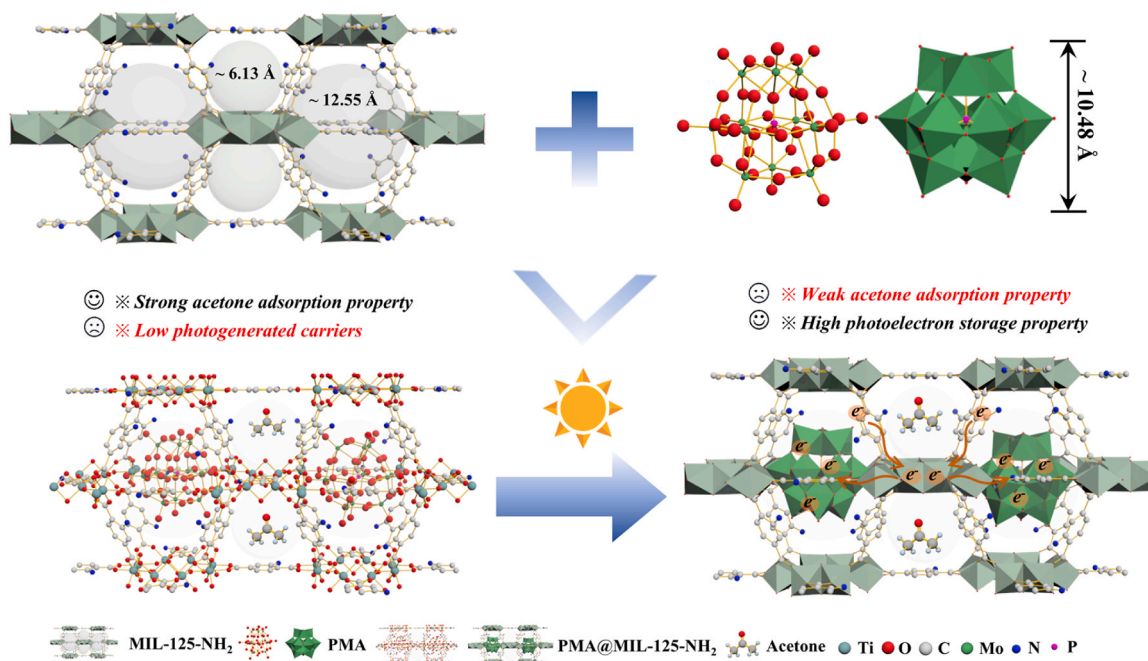 ~ 6.13 Å
~ 12.55 Å
~ 10.48 Å
※ Strong acetone adsorption property
※ Low photogenerated carriers
※ Weak acetone adsorption property
※ High photoelectron storage property
e⁻ e⁻
e⁻ e⁻ e⁻ e⁻ e⁻ e⁻
e⁻ e⁻
MIL-125-NH₂ PMA PMA@MIL-125-NH₂ Acetone Ti O C Mo N P